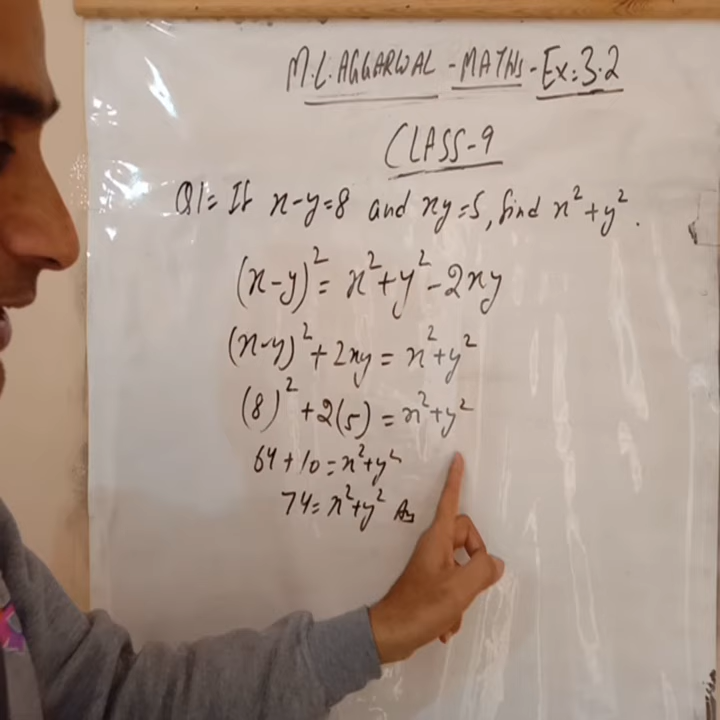 M.L.AGGARWAL - MATHS - Ex:3.2
CLASS-9
Q1= If x-y=8 and xy=5, find x²+y².
(x-y)² = x²+y²-2xy
(x-y)²+2xy = x²+y²
(8)²+2(5) = x²+y²
64+10=x²+y²
74=x²+y² Ans